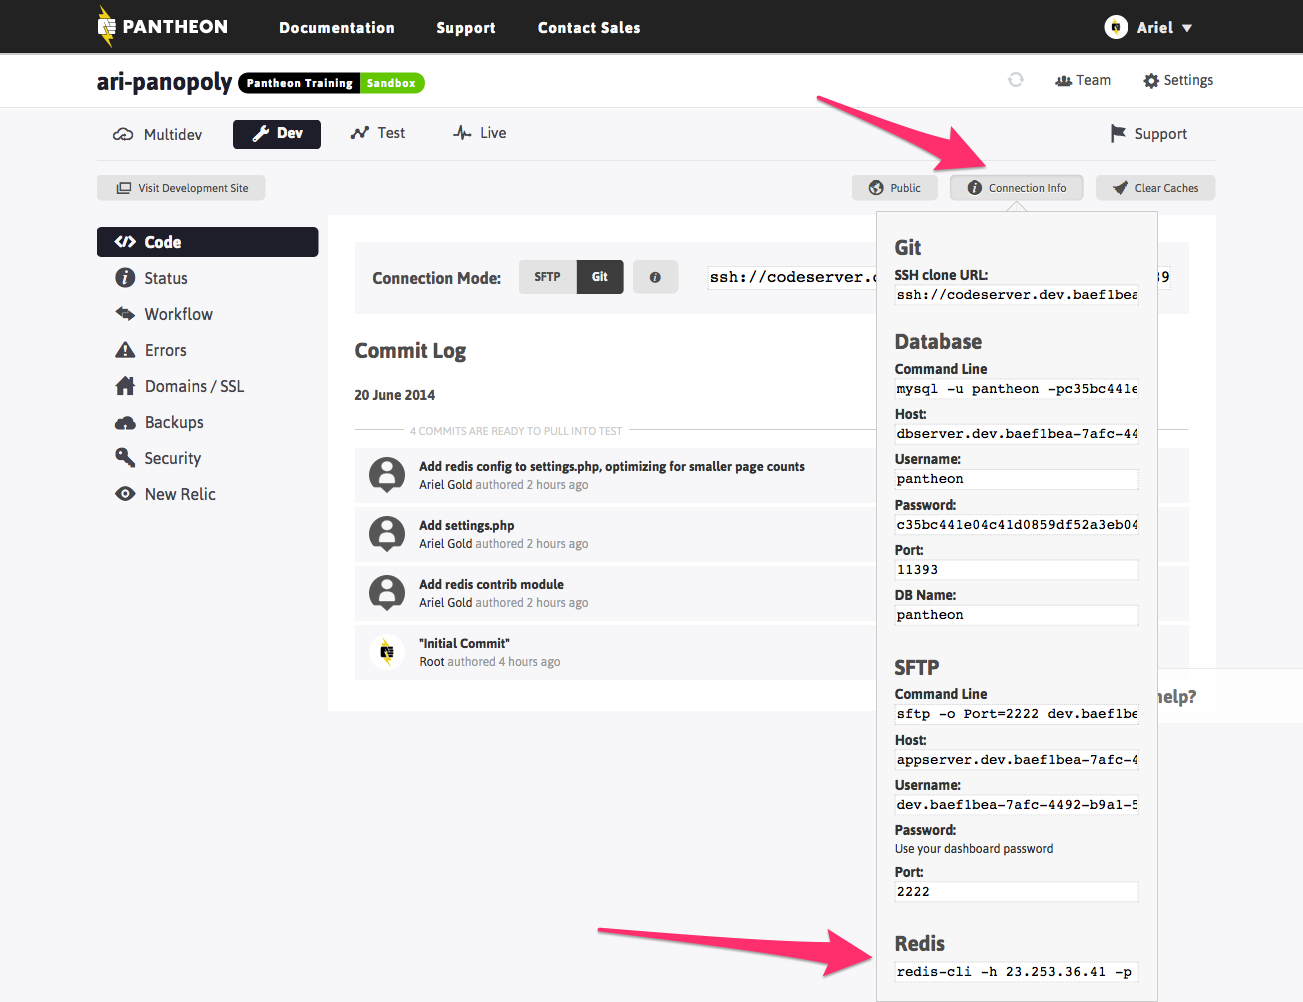 PANTHEON
Documentation
Support
Contact Sales
Ariel
ari-panopoly
Pantheon Training
Sandbox
Team
Settings
Multidev
Dev
Test
Live
Support
Visit Development Site
Public
Connection Info
Clear Caches
Code
Status
Workflow
Errors
Domains / SSL
Backups
Security
New Relic
Connection Mode:
SFTP
Git
ssh://codeserver.
39
Commit Log
20 June 2014
4 COMMITS ARE READY TO PULL INTO TEST
Add redis config to settings.php, optimizing for smaller page counts
Ariel Gold authored 2 hours ago
Add settings.php
Ariel Gold authored 2 hours ago
Add redis contrib module
Ariel Gold authored 2 hours ago
"Initial Commit"
Root authored 4 hours ago
Git
SSH clone URL:
ssh://codeserver.dev.baef1bea
Database
Command Line
mysql -u pantheon -pc35bc441e
Host:
dbserver.dev.baef1bea-7afc-44
Username:
pantheon
Password:
c35bc441e04c41d0859df52a3eb04
Port:
11393
DB Name:
pantheon
SFTP
Command Line
sftp -o Port=2222 dev.baef1be
Host:
appserver.dev.baef1bea-7afc-4
Username:
dev.baef1bea-7afc-4492-b9a1-5
Password:
Use your dashboard password
Port:
2222
Redis
redis-cli -h 23.253.36.41 -p
help?